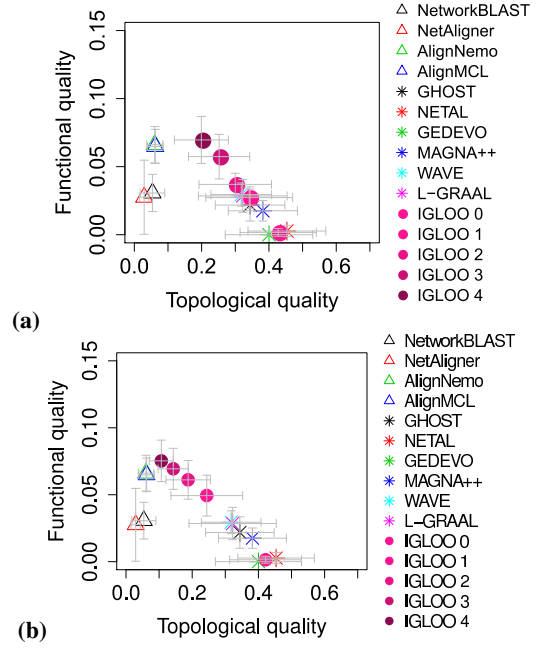 Functional quality
0.15
0.10
0.05
0.00
0.0
0.2
0.4
0.6
Topological quality
NetworkBLAST
NetAligner
AlignNemo
AlignMCL
GHOST
NETAL
GEDEVO
MAGNA++
WAVE
L−GRAAL
IGLOO 0
IGLOO 1
IGLOO 2
IGLOO 3
IGLOO 4
(a)
Functional quality
0.15
0.10
0.05
0.00
0.0
0.2
0.4
0.6
Topological quality
NetworkBLAST
NetAligner
AlignNemo
AlignMCL
GHOST
NETAL
GEDEVO
MAGNA++
WAVE
L−GRAAL
IGLOO 0
IGLOO 1
IGLOO 2
IGLOO 3
IGLOO 4
(b)